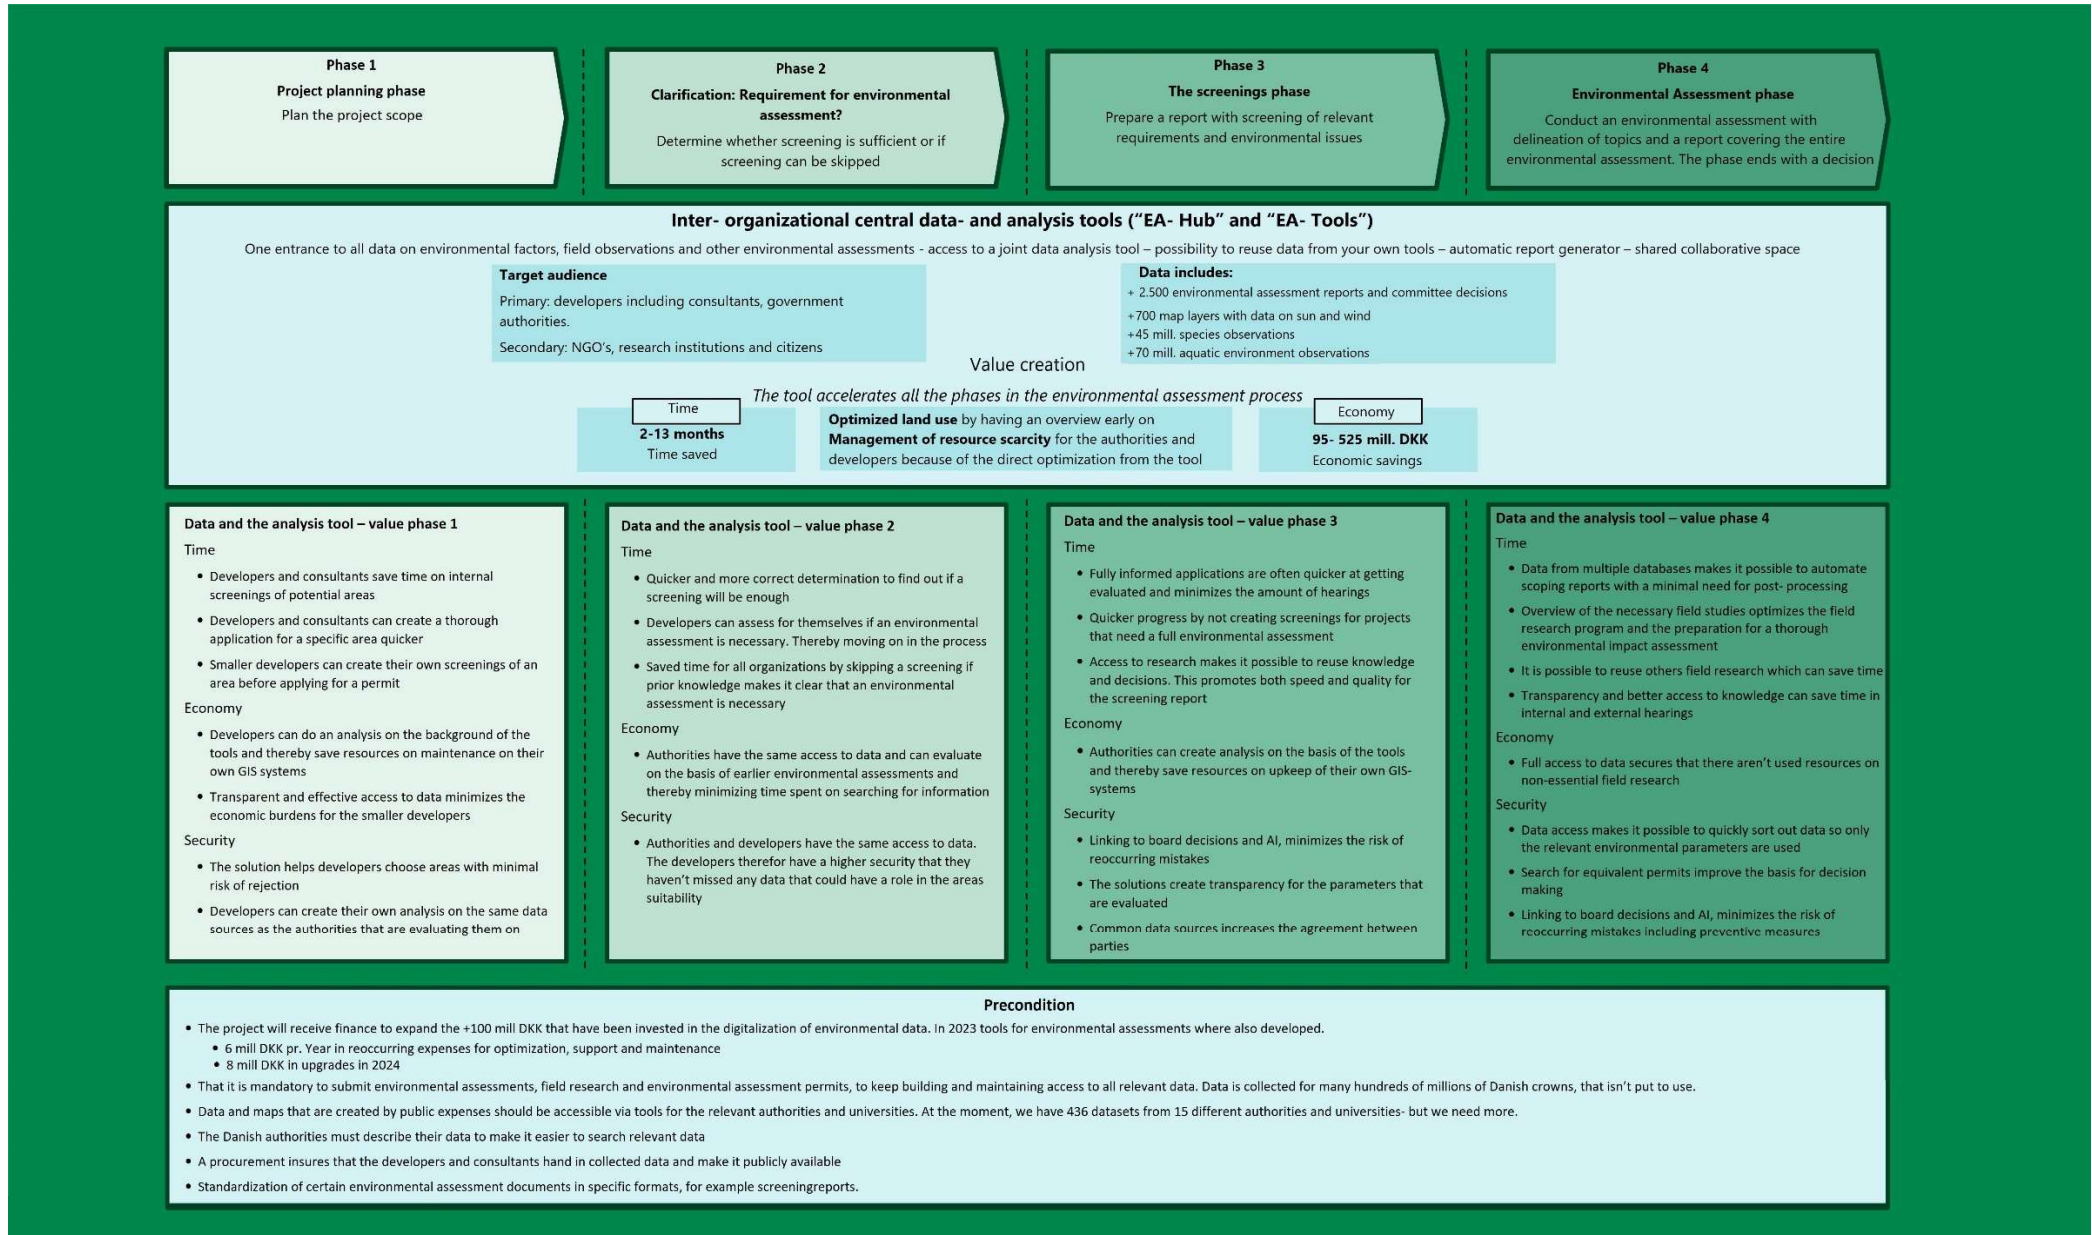 Phase 1
Project planning phase
Plan the project scope
Phase 2
Clarification: Requirement for environmental
assessment?
Determine whether screening is sufficient or if
screening can be skipped
Phase 3
The screenings phase
Prepare a report with screening of relevant
requirements and environmental issues
Phase 4
Environmental Assessment phase
Conduct an environmental assessment with
delineation of topics and a report covering the entire
environmental assessment. The phase ends with a decision
Inter- organizational central data- and analysis tools (“EA- Hub” and “EA- Tools”)
One entrance to all data on environmental factors, field observations and other environmental assessments - access to a joint data analysis tool – possibility to reuse data from your own tools – automatic report generator – shared collaborative space
Target audience
Primary: developers including consultants, government
authorities.
Secondary: NGO’s, research institutions and citizens
Data includes:
+ 2.500 environmental assessment reports and committee decisions
+700 map layers with data on sun and wind
+45 mill. species observations
+70 mill. aquatic environment observations
Value creation
The tool accelerates all the phases in the environmental assessment process
Time
2-13 months
Time saved
Optimized land use by having an overview early on
Management of resource scarcity for the authorities and
developers because of the direct optimization from the tool
Economy
95- 525 mill. DKK
Economic savings
Data and the analysis tool – value phase 1
Time
• Developers and consultants save time on internal
screenings of potential areas
• Developers and consultants can create a thorough
application for a specific area quicker
• Smaller developers can create their own screenings of an
area before applying for a permit
Economy
• Developers can do an analysis on the background of the
tools and thereby save resources on maintenance on their
own GIS systems
• Transparent and effective access to data minimizes the
economic burdens for the smaller developers
Security
• The solution helps developers choose areas with minimal
risk of rejection
• Developers can create their own analysis on the same data
sources as the authorities that are evaluating them on
Data and the analysis tool – value phase 2
Time
• Quicker and more correct determination to find out if a
screening will be enough
• Developers can assess for themselves if an environmental
assessment is necessary. Thereby moving on in the process
• Saved time for all organizations by skipping a screening if
prior knowledge makes it clear that an environmental
assessment is necessary
Economy
• Authorities have the same access to data and can evaluate
on the basis of earlier environmental assessments and
thereby minimizing time spent on searching for information
Security
• Authorities and developers have the same access to data.
The developers therefor have a higher security that they
haven’t missed any data that could have a role in the areas
suitability
Data and the analysis tool – value phase 3
Time
• Fully informed applications are often quicker at getting
evaluated and minimizes the amount of hearings
• Quicker progress by not creating screenings for projects
that need a full environmental assessment
• Access to research makes it possible to reuse knowledge
and decisions. This promotes both speed and quality for
the screening report
Economy
• Authorities can create analysis on the basis of the tools
and thereby save resources on upkeep of their own GIS-
systems
Security
• Linking to board decisions and AI, minimizes the risk of
reoccurring mistakes
• The solutions create transparency for the parameters that
are evaluated
• Common data sources increases the agreement between
parties
Data and the analysis tool – value phase 4
Time
• Data from multiple databases makes it possible to automate
scoping reports with a minimal need for post- processing
• Overview of the necessary field studies optimizes the field
research program and the preparation for a thorough
environmental impact assessment
• It is possible to reuse others field research which can save time
• Transparency and better access to knowledge can save time in
internal and external hearings
Economy
• Full access to data secures that there aren’t used resources on
non-essential field research
Security
• Data access makes it possible to quickly sort out data so only
the relevant environmental parameters are used
• Search for equivalent permits improve the basis for decision
making
• Linking to board decisions and AI, minimizes the risk of
reoccurring mistakes including preventive measures
Precondition
• The project will receive finance to expand the +100 mill DKK that have been invested in the digitalization of environmental data. In 2023 tools for environmental assessments where also developed.
• 6 mill DKK pr. Year in reoccurring expenses for optimization, support and maintenance
• 8 mill DKK in upgrades in 2024
• That it is mandatory to submit environmental assessments, field research and environmental assessment permits, to keep building and maintaining access to all relevant data. Data is collected for many hundreds of millions of Danish crowns, that isn’t put to use.
• Data and maps that are created by public expenses should be accessible via tools for the relevant authorities and universities. At the moment, we have 436 datasets from 15 different authorities and universities- but we need more.
• The Danish authorities must describe their data to make it easier to search relevant data
• A procurement insures that the developers and consultants hand in collected data and make it publicly available
• Standardization of certain environmental assessment documents in specific formats, for example screeningreports.